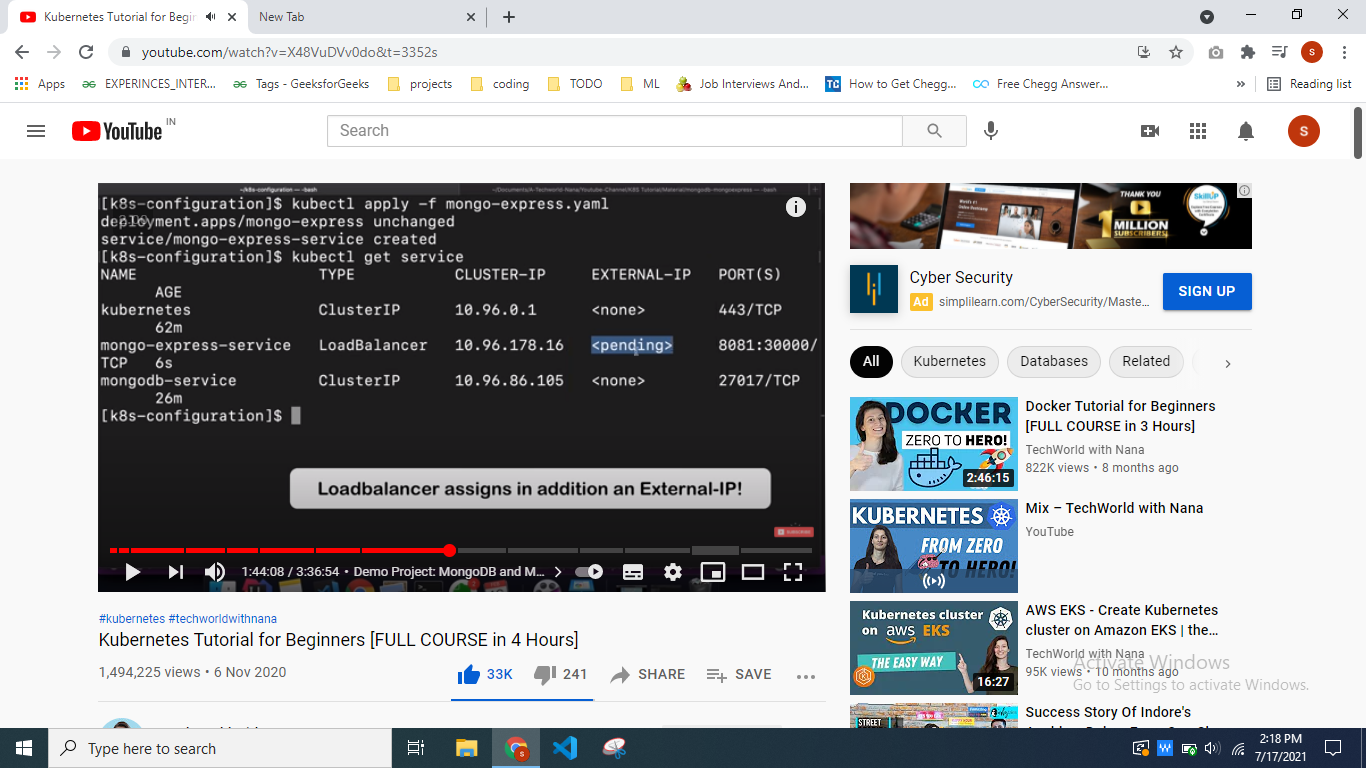 Kubernetes Tutorial for Begin
New Tab
youtube.com/watch?v=X48VuDVv0do&t=3352s
S
Apps
EXPERINCES_INTER...
Tags - GeeksforGeeks
projects
coding
TODO
ML
Job Interviews And...
TC
How to Get Chegg...
Free Chegg Answer...
»
Reading list
YouTube IN
Search
S
~/k8s-configuration — -bash
[k8s-configuration]$ kubectl apply -f mongo-express.yaml
deployment.apps/mongo-express unchanged
service/mongo-express-service created
[k8s-configuration]$ kubectl get service
NAME TYPE CLUSTER-IP EXTERNAL-IP PORT(S)
AGE
kubernetes ClusterIP 10.96.0.1 <none> 443/TCP
62m
mongo-express-service LoadBalancer 10.96.178.16 <pending> 8081:30000/
TCP 6s
mongodb-service ClusterIP 10.96.86.105 <none> 27017/TCP
26m
[k8s-configuration]$
Loadbalancer assigns in addition an External-IP!
SUBSCRIBE
1:44:08 / 3:36:54 • Demo Project: MongoDB and M...
#kubernetes #techworldwithnana
Kubernetes Tutorial for Beginners [FULL COURSE in 4 Hours]
1,494,225 views • 6 Nov 2020
33K
241
SHARE
SAVE
THANK YOU
1 MILLION
SUBSCRIBERS
SKILLUP
Cyber Security
Ad simplilearn.com/CyberSecurity/Maste...
SIGN UP
All
Kubernetes
Databases
Related
DOCKER
ZERO TO HERO!
2:46:15
Docker Tutorial for Beginners
[FULL COURSE in 3 Hours]
TechWorld with Nana
822K views • 8 months ago
KUBERNETES
FROM ZERO
TO HERO!
Mix – TechWorld with Nana
YouTube
Kubernetes cluster
on aws EKS
THE EASY WAY
16:27
AWS EKS - Create Kubernetes
cluster on Amazon EKS | the...
TechWorld with Nana
95K views • 10 months ago
Activate Windows
Go to Settings to activate Windows.
STREET
Success Story Of Indore's
Type here to search
2:18 PM
7/17/2021